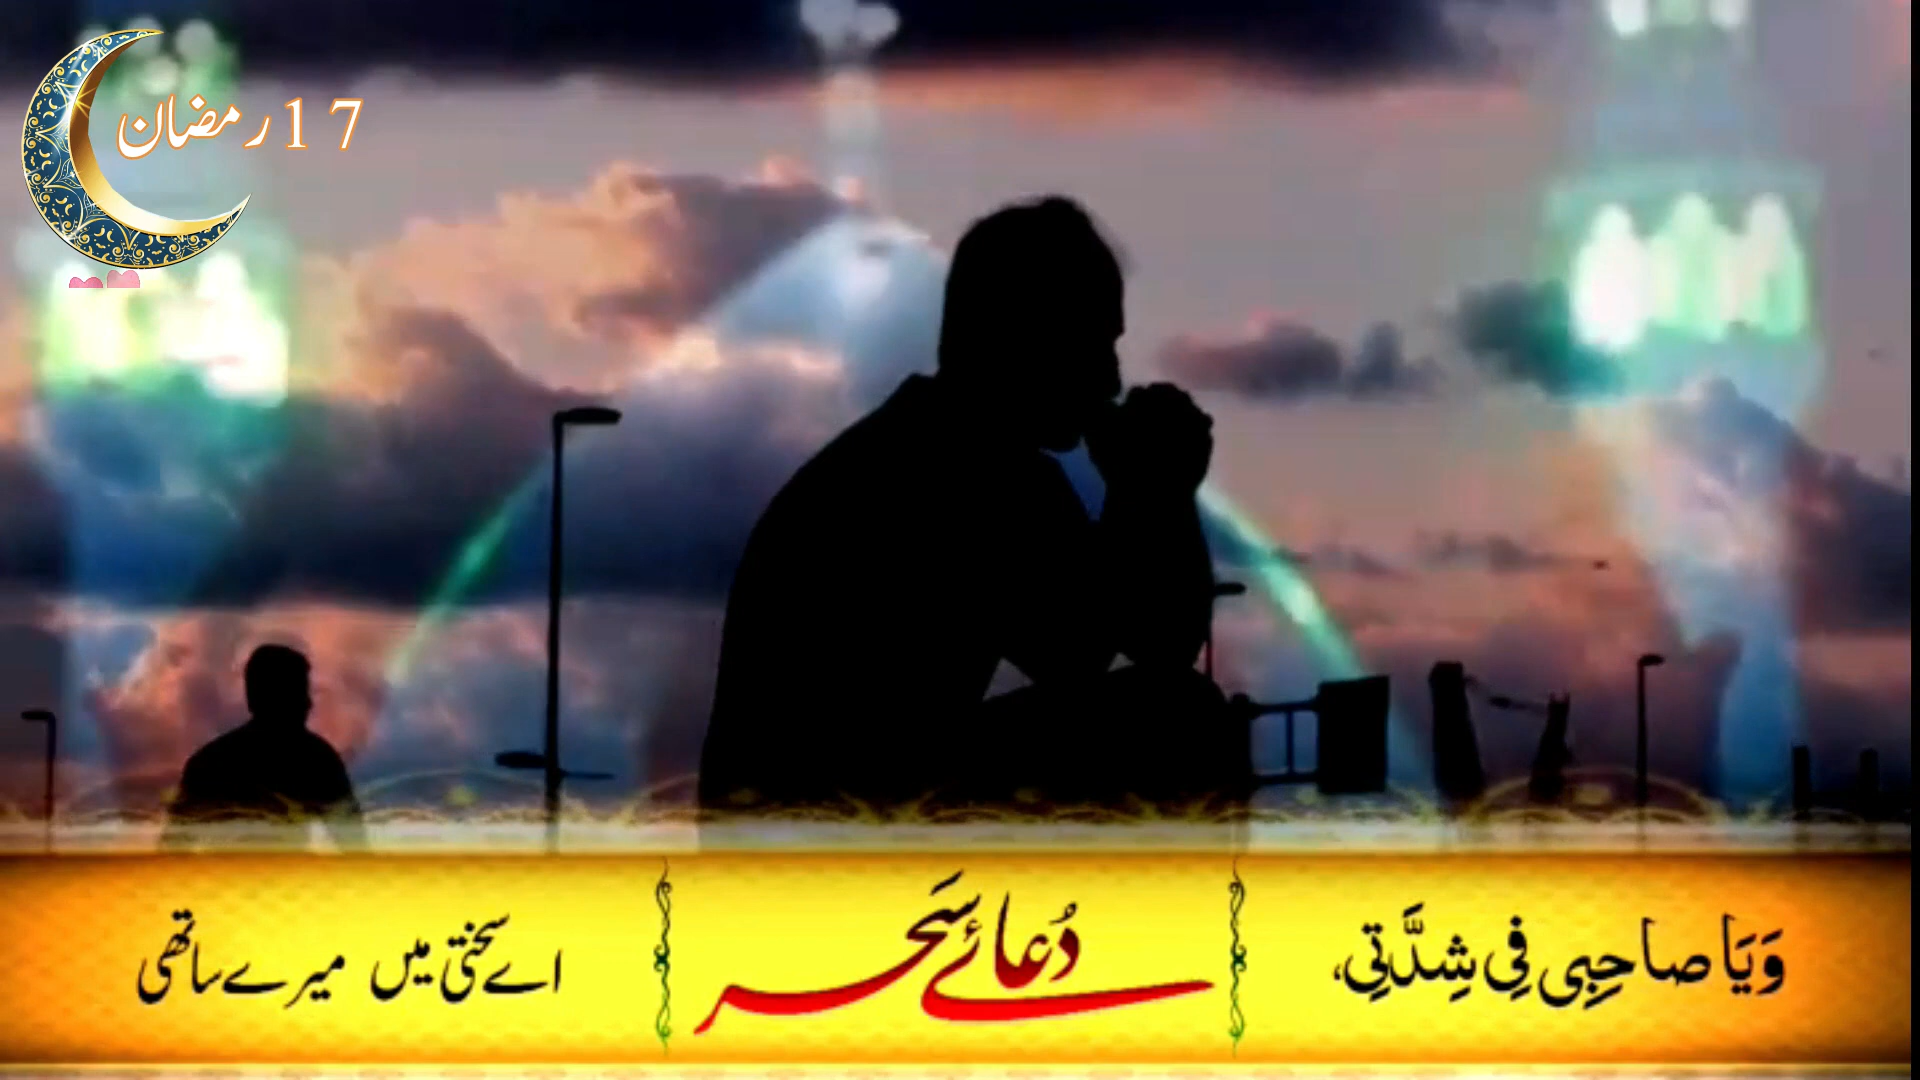 17 رمضان
وَيَا صَاحِبِی فِی شِدَّتِی،
دُعائے سَحر
اے سختی میں میرے ساتھی